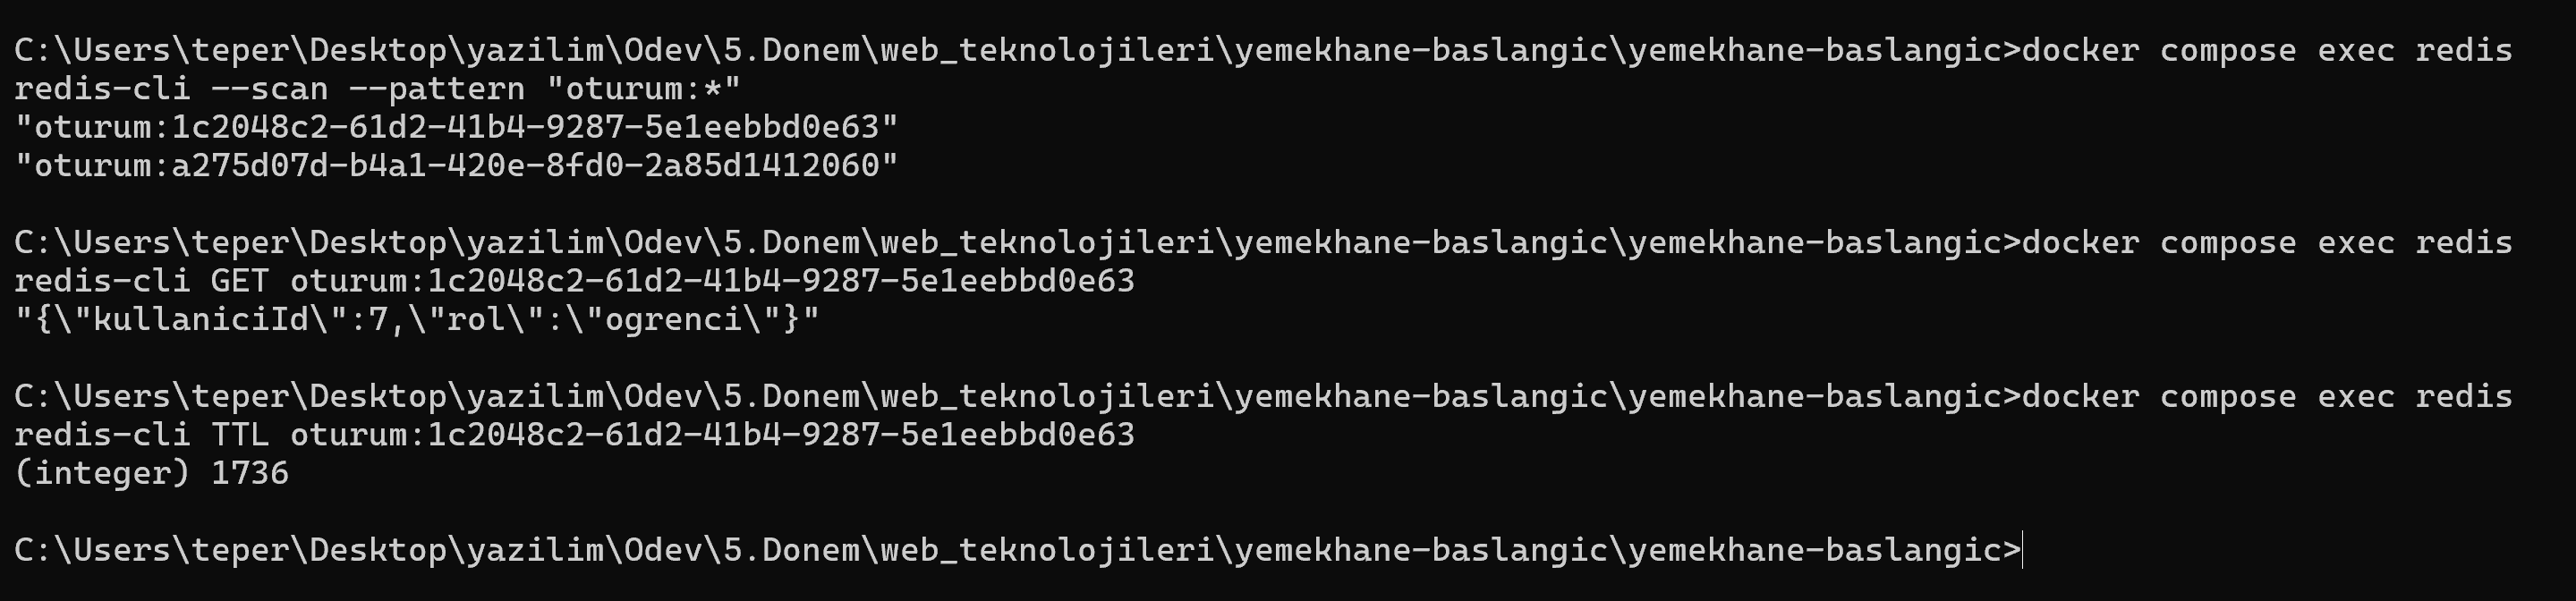 C:\Users\teper\Desktop\yazilim\Odev\5.Donem\web_teknolojileri\yemekhane-baslangic\yemekhane-baslangic>docker compose exec redis
redis-cli --scan --pattern "oturum:*"
"oturum:1c2048c2-61d2-41b4-9287-5e1eebbd0e63"
"oturum:a275d07d-b4a1-420e-8fd0-2a85d1412060"
C:\Users\teper\Desktop\yazilim\Odev\5.Donem\web_teknolojileri\yemekhane-baslangic\yemekhane-baslangic>docker compose exec redis
redis-cli GET oturum:1c2048c2-61d2-41b4-9287-5e1eebbd0e63
"{\"kullaniciId\":7,\"rol\":\"ogrenci\"}"
C:\Users\teper\Desktop\yazilim\Odev\5.Donem\web_teknolojileri\yemekhane-baslangic\yemekhane-baslangic>docker compose exec redis
redis-cli TTL oturum:1c2048c2-61d2-41b4-9287-5e1eebbd0e63
(integer) 1736
C:\Users\teper\Desktop\yazilim\Odev\5.Donem\web_teknolojileri\yemekhane-baslangic\yemekhane-baslangic>